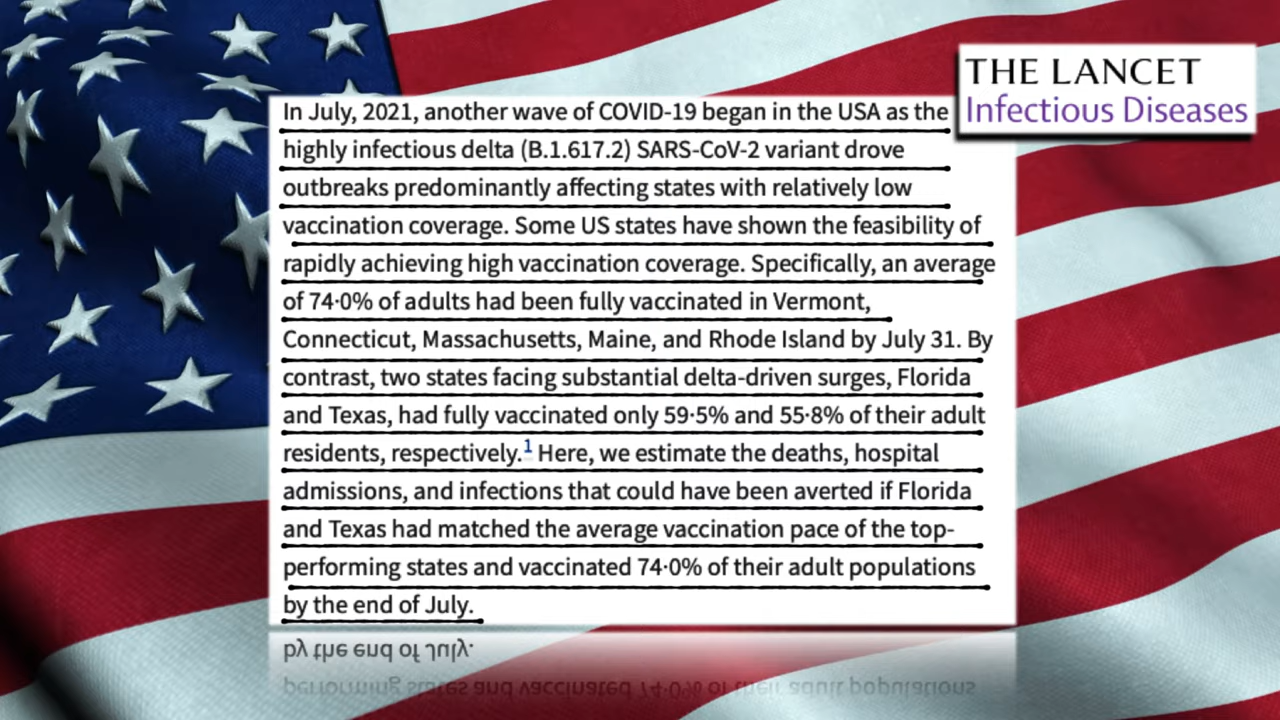 THE LANCET
Infectious Diseases
In July, 2021, another wave of COVID-19 began in the USA as the
highly infectious delta (B.1.617.2) SARS-CoV-2 variant drove
outbreaks predominantly affecting states with relatively low
vaccination coverage. Some US states have shown the feasibility of
rapidly achieving high vaccination coverage. Specifically, an average
of 74·0% of adults had been fully vaccinated in Vermont,
Connecticut, Massachusetts, Maine, and Rhode Island by July 31. By
contrast, two states facing substantial delta-driven surges, Florida
and Texas, had fully vaccinated only 59·5% and 55·8% of their adult
residents, respectively.1 Here, we estimate the deaths, hospital
admissions, and infections that could have been averted if Florida
and Texas had matched the average vaccination pace of the top-
performing states and vaccinated 74·0% of their adult populations
by the end of July.